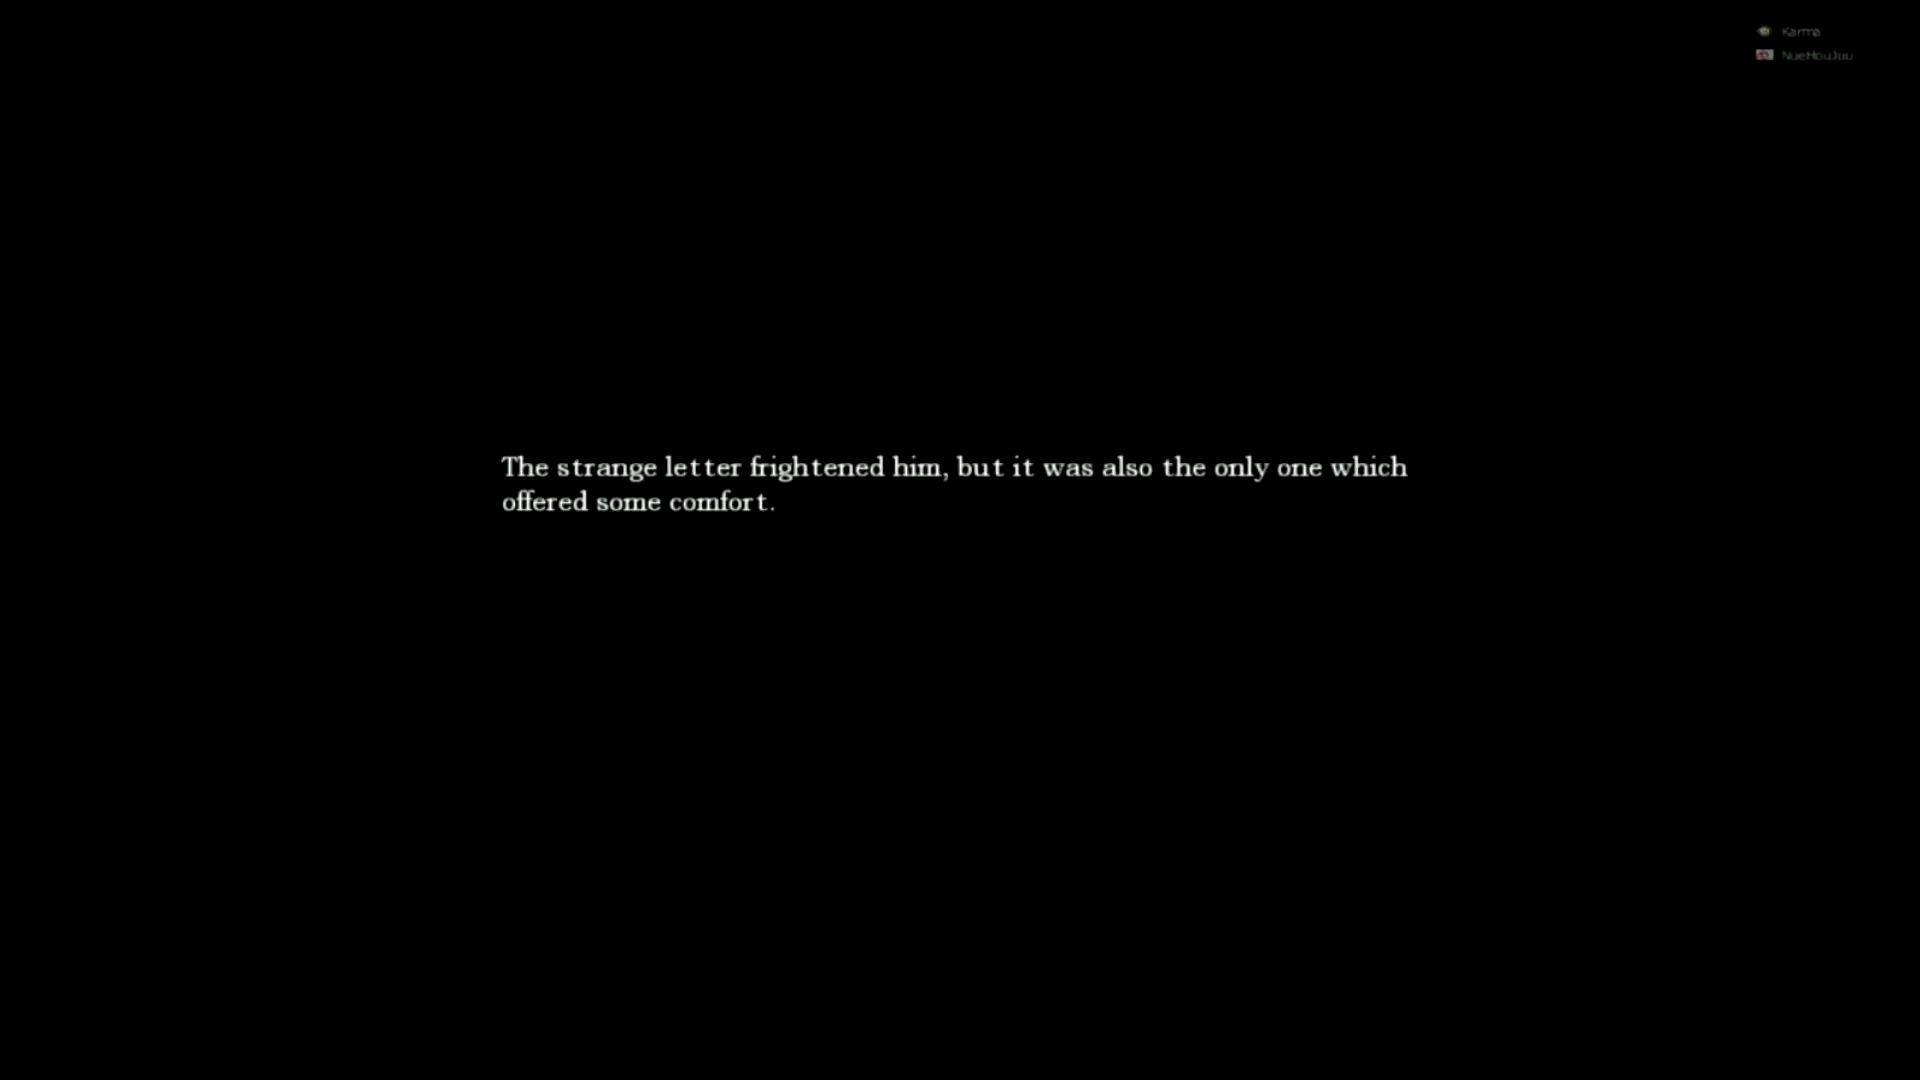 Karma
NueHouJuu
The strange letter frightened him, but it was also the only one which
offered some comfort.